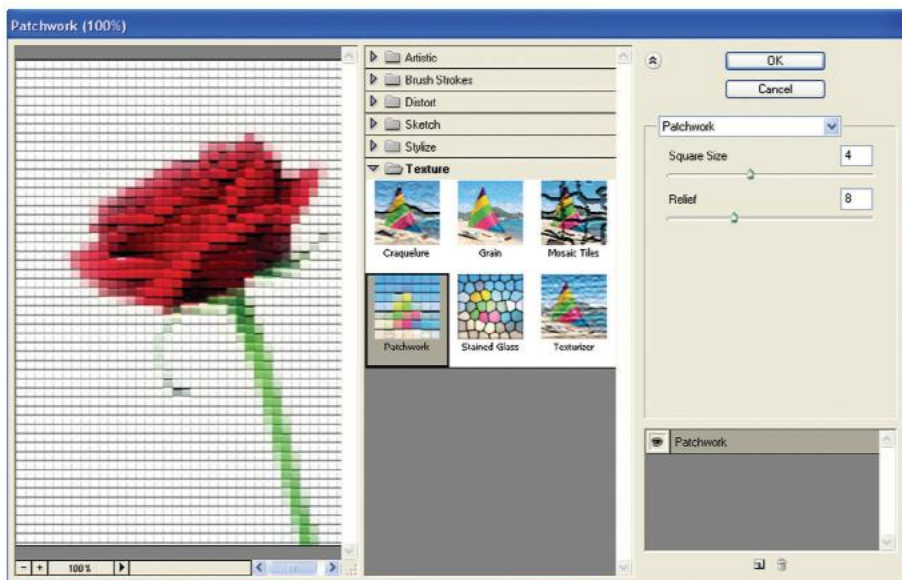 Patchwork (100%)
Artistic
Brush Strokes
Distort
Sketch
Stylize
Texture
Craquelure
Grain
Mosaic Tiles
Patchwork
Stained Glass
Texturizer
100%
OK
Cancel
Patchwork
Square Size 4
Relief 8
Patchwork